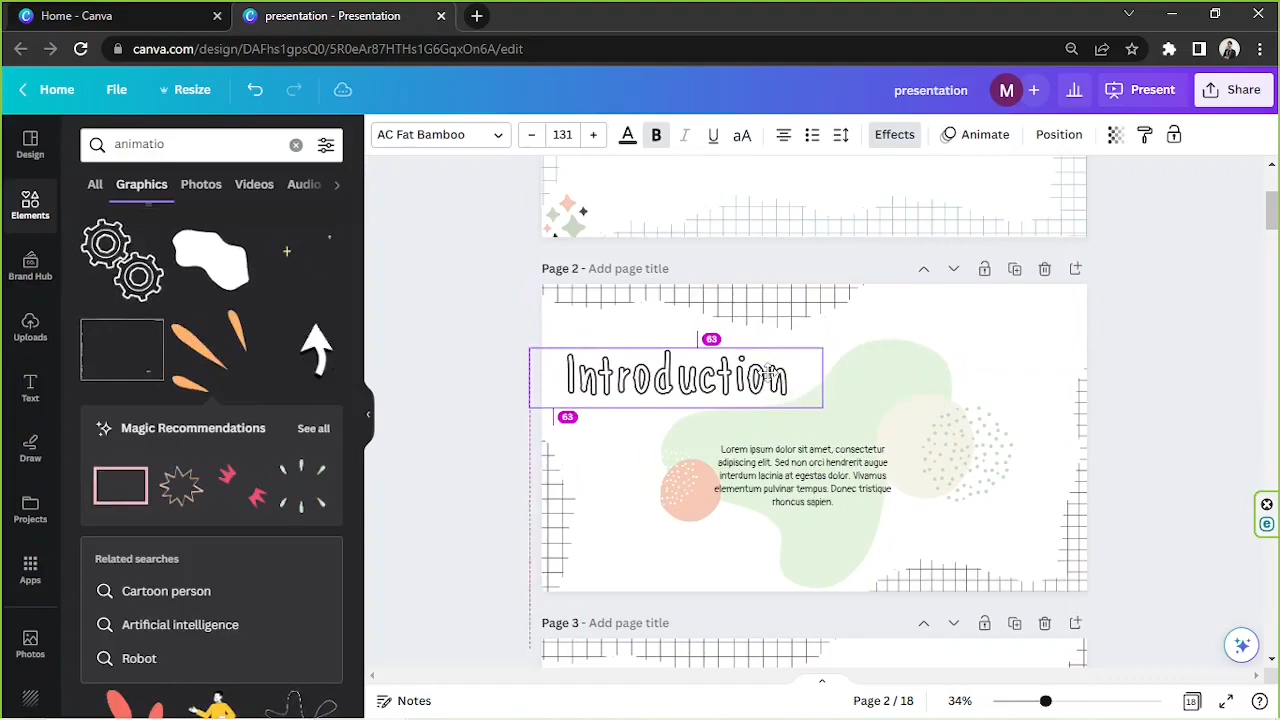 Home - Canva
presentation - Presentation
canva.com/design/DAFhs1gpsQ0/5R0eAr87HTHs1G6GqxOn6A/edit
Home
File
Resize
presentation
M
Present
Share
Design
Elements
Brand Hub
Uploads
Text
Draw
Projects
Apps
Photos
animatio
All
Graphics
Photos
Videos
Audio
Magic Recommendations
See all
Related searches
Cartoon person
Artificial intelligence
Robot
AC Fat Bamboo
131
A
B
I
U
aA
Effects
Animate
Position
Page 2 - Add page title
63
Introduction
63
Lorem ipsum dolor sit amet, consectetur
adipiscing elit. Sed non orci hendrerit augue
interdum lacinia at egestas dolor. Vivamus
elementum pulvinar tempus. Donec tristique
rhoncus sapien.
Page 3 - Add page title
Notes
Page 2 / 18
34%
18